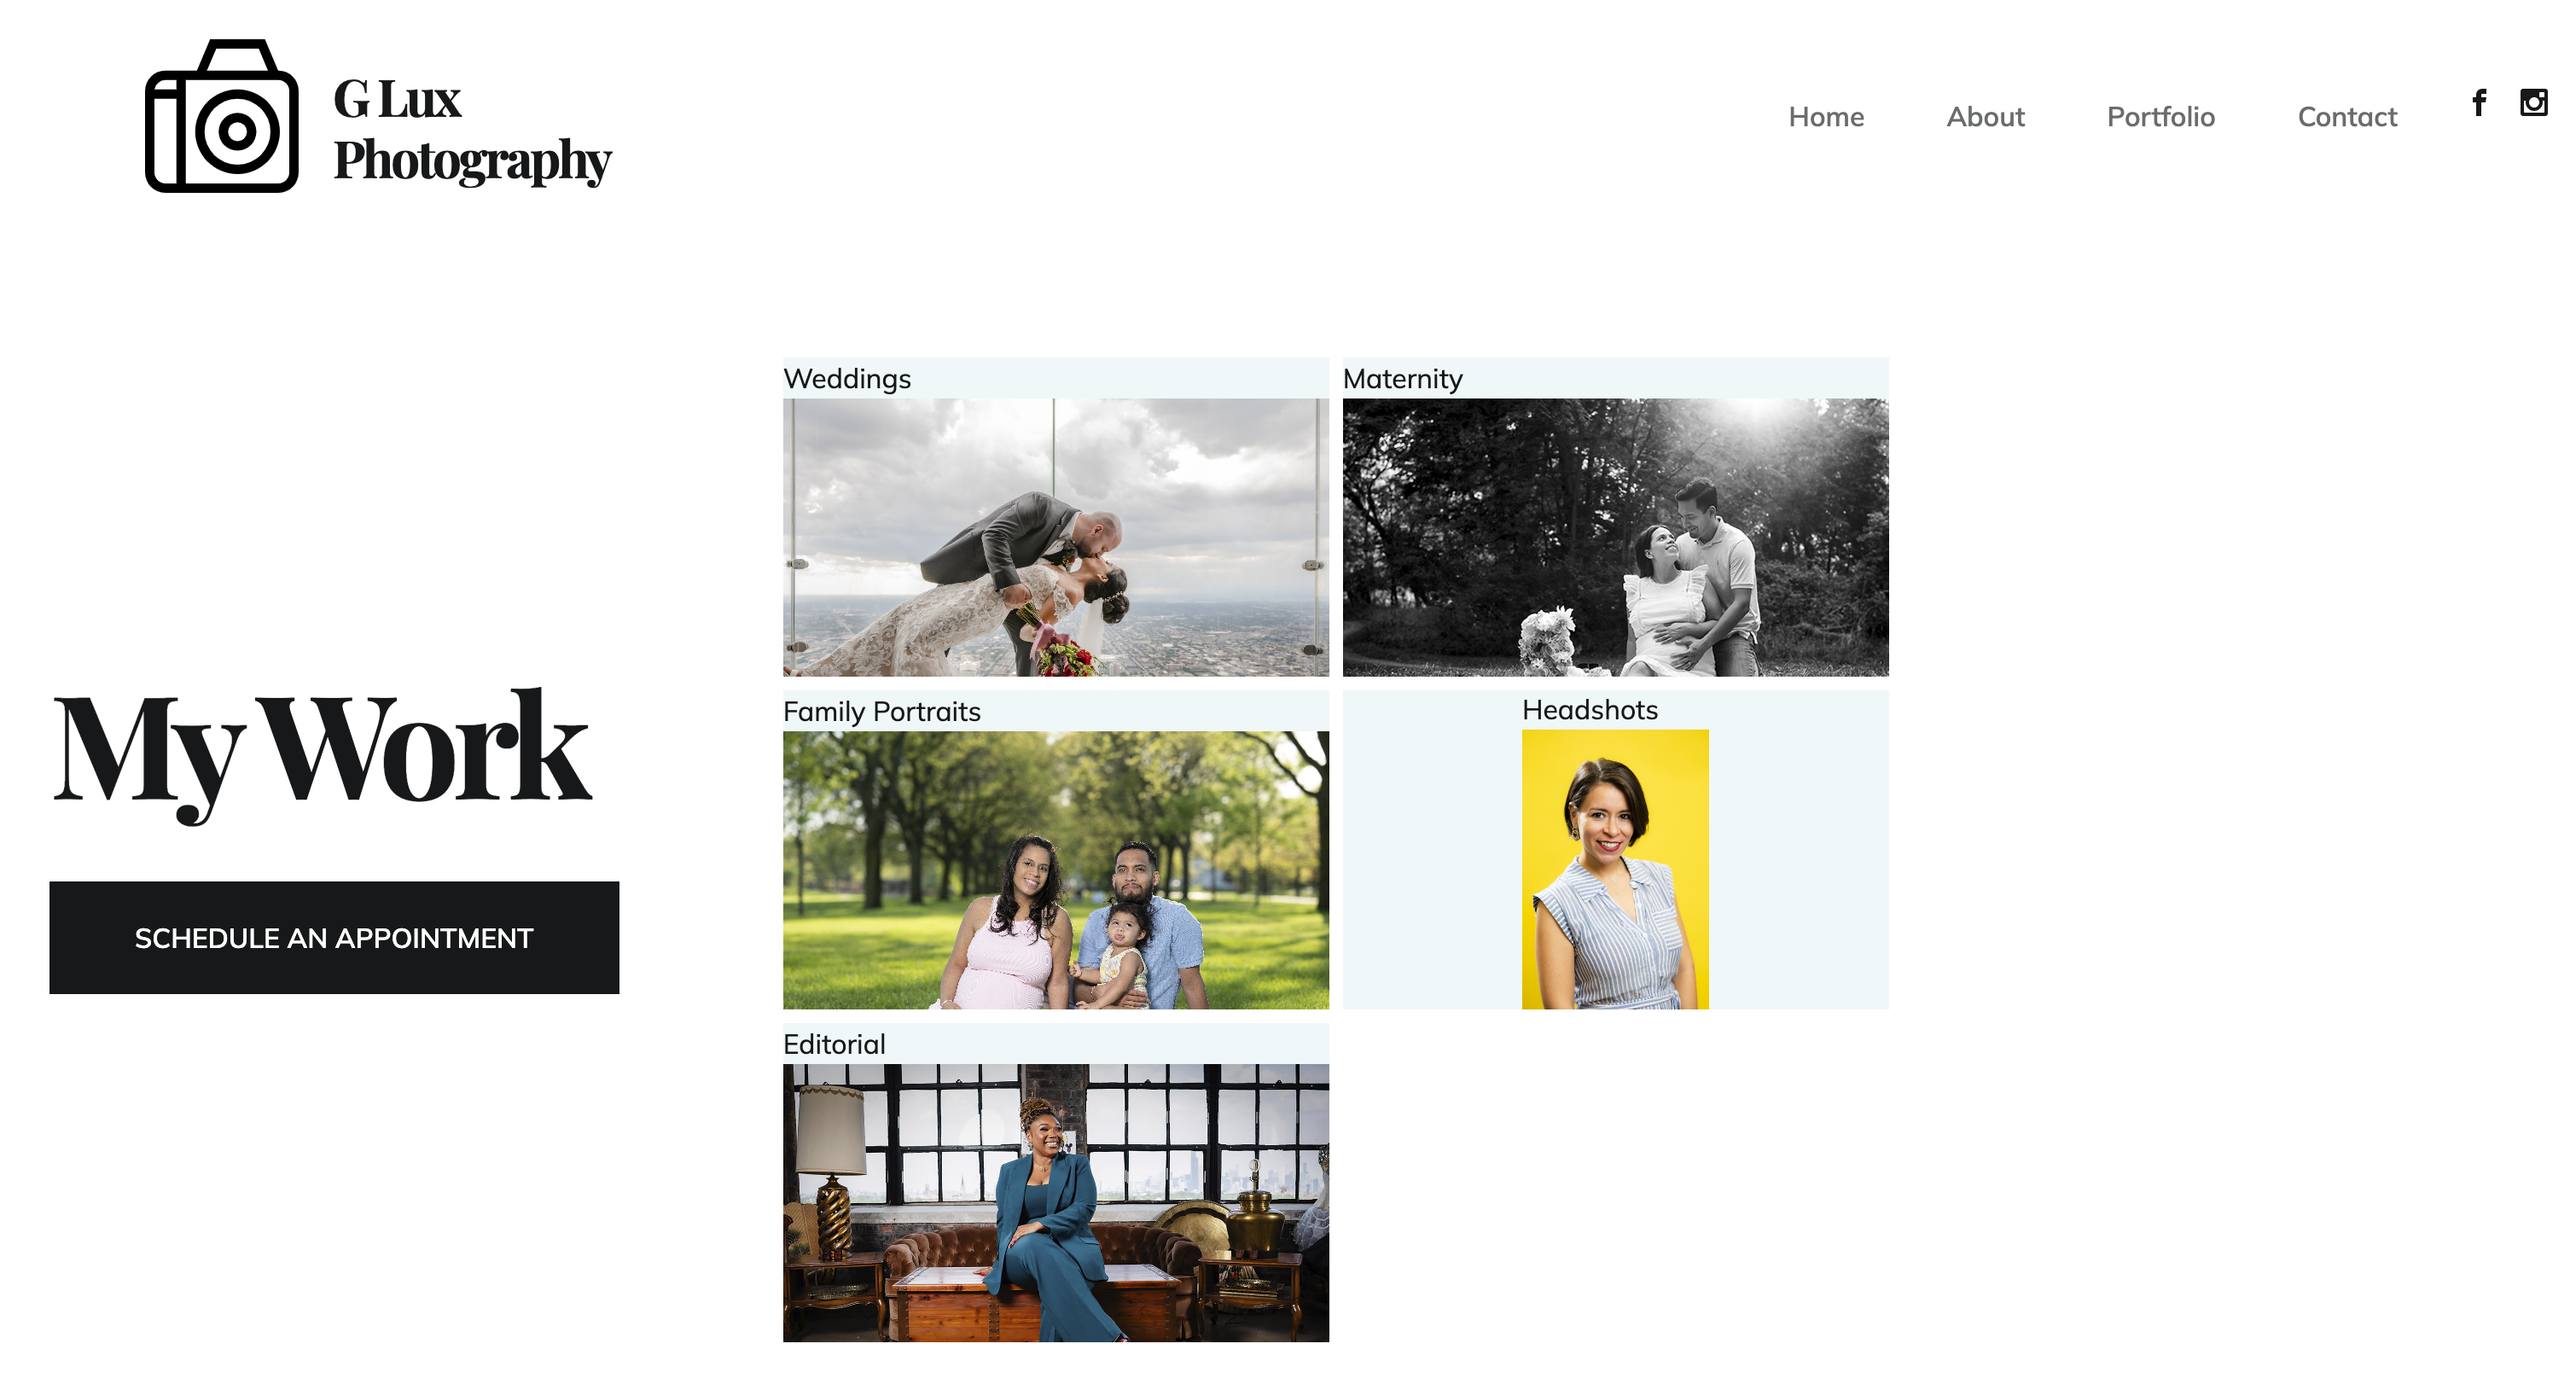 G Lux
Photography
Home
About
Portfolio
Contact
Weddings
Maternity
Family Portraits
Headshots
My Work
SCHEDULE AN APPOINTMENT
Editorial